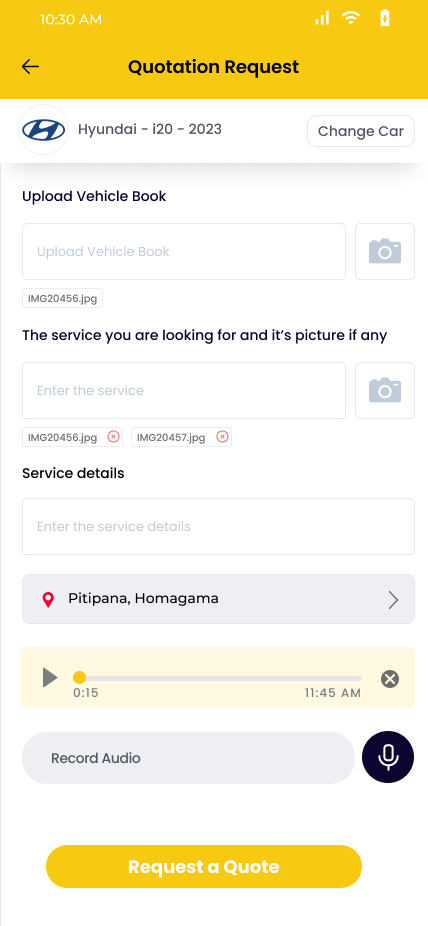 10:30 AM
Quotation Request
Hyundai - i20 - 2023
Change Car
Upload Vehicle Book
Upload Vehicle Book
IMG20456.jpg
The service you are looking for and it’s picture if any
Enter the service
IMG20456.jpg IMG20457.jpg
Service details
Enter the service details
Pitipana, Homagama
0:15 11:45 AM
Record Audio
Request a Quote